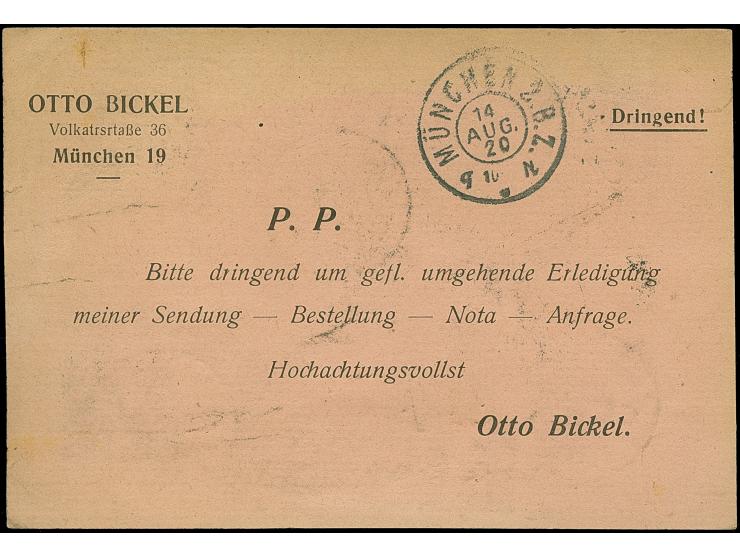 OTTO BICKEL
Volkatrsrtaße 36
München 19
MÜNCHEN 2. B. Z.
14
AUG.
20
Dringend!
P. P.
Bitte dringend um gefl. umgehende Erledigung
meiner Sendung — Bestellung — Nota — Anfrage.
Hochachtungsvollst
Otto Bickel.